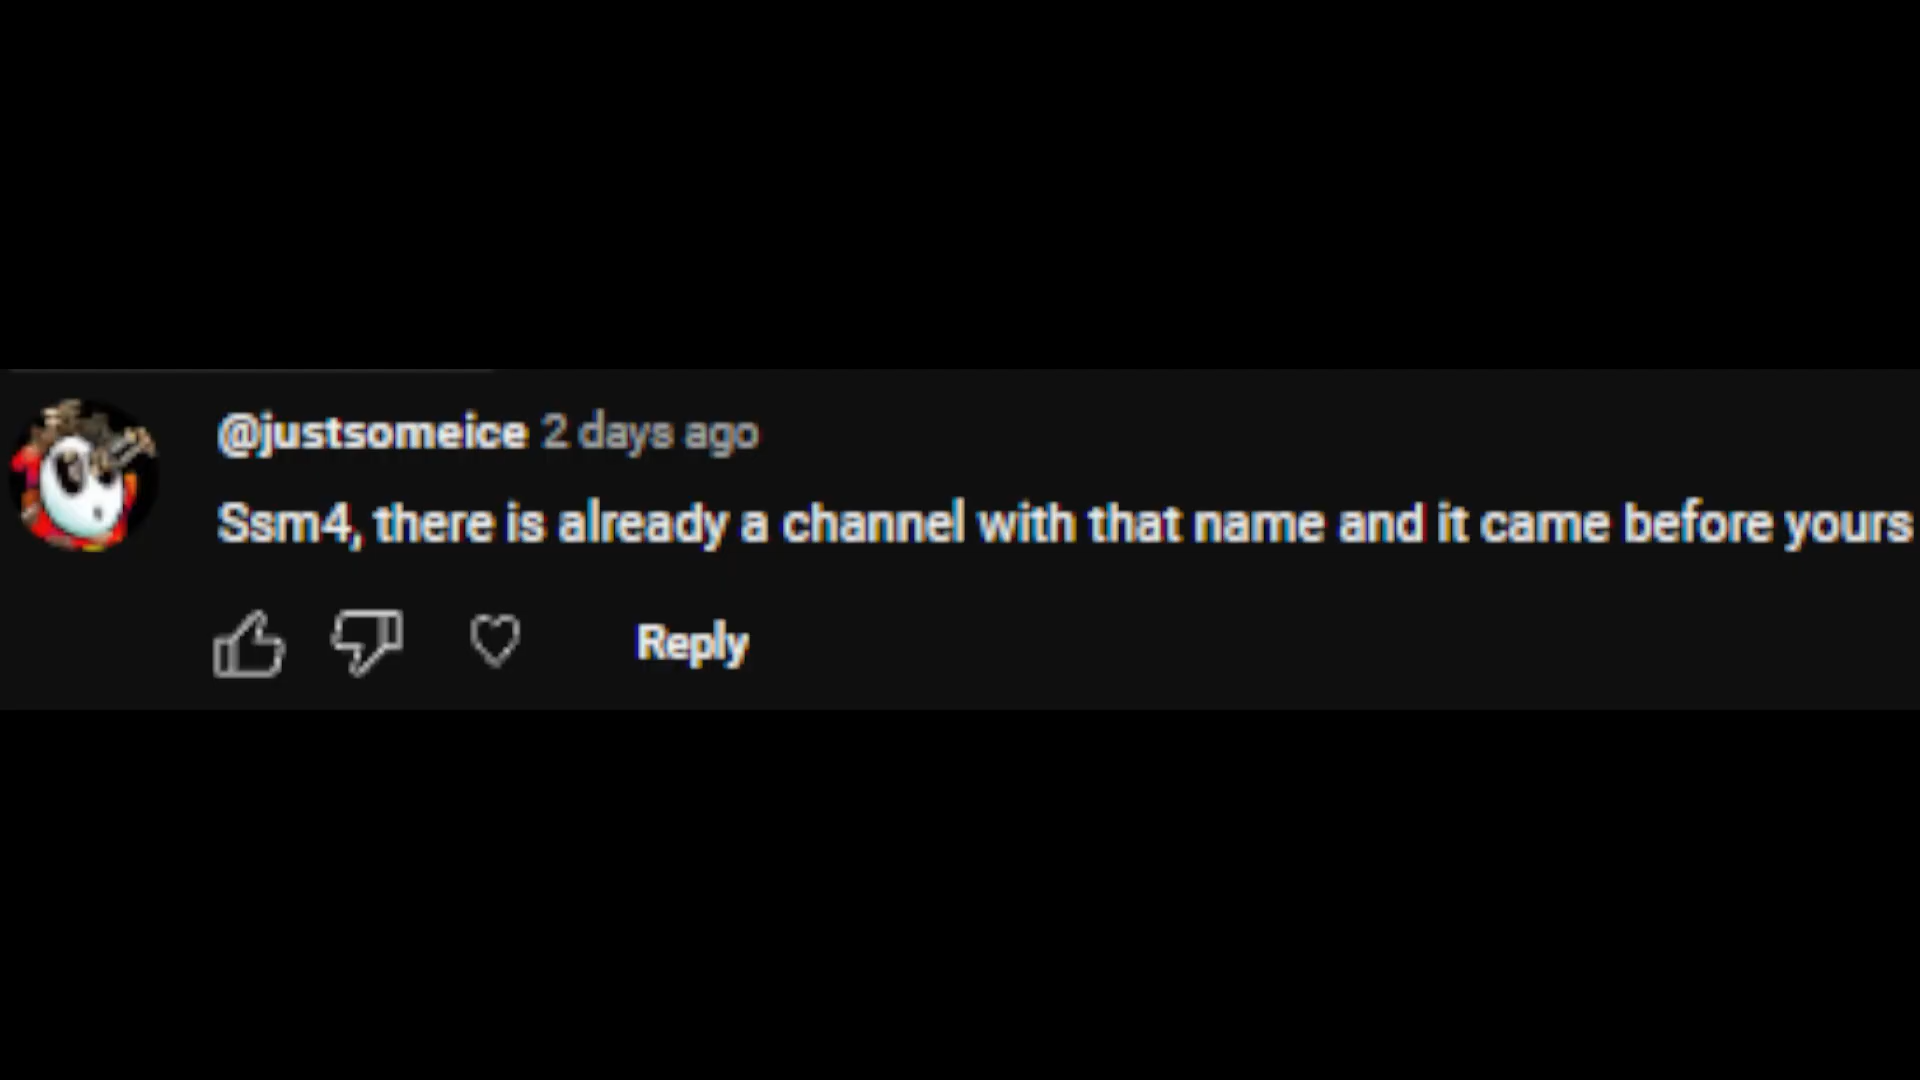 @justsomeice 2 days ago
Ssm4, there is already a channel with that name and it came before yours
Reply